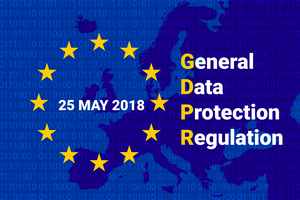 25 MAY 2018
General
Data
Protection
Regulation